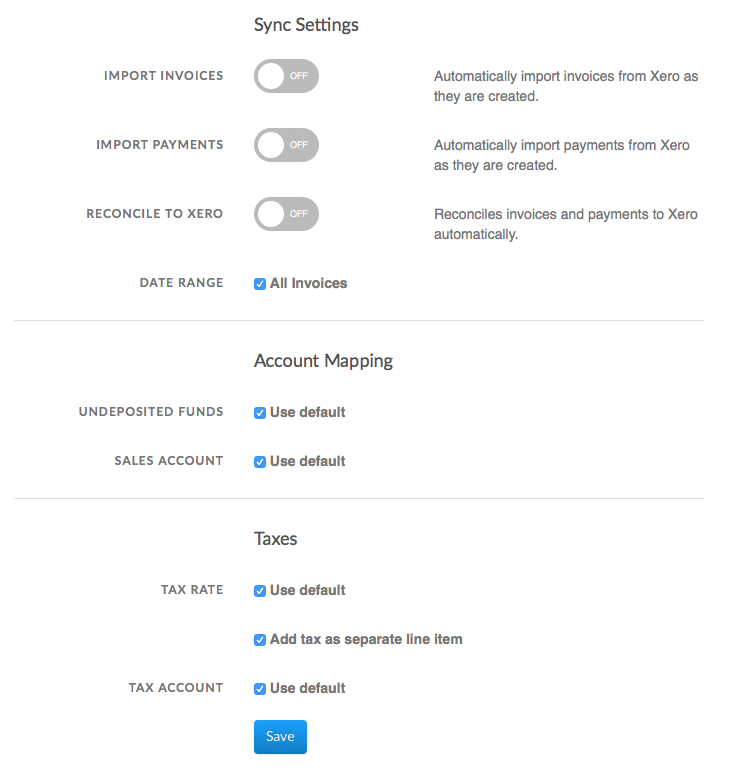 Sync Settings
IMPORT INVOICES
OFF
Automatically import invoices from Xero as
they are created.
IMPORT PAYMENTS
OFF
Automatically import payments from Xero
as they are created.
RECONCILE TO XERO
OFF
Reconciles invoices and payments to Xero
automatically.
DATE RANGE
All Invoices
Account Mapping
UNDEPOSITED FUNDS
Use default
SALES ACCOUNT
Use default
Taxes
TAX RATE
Use default
Add tax as separate line item
TAX ACCOUNT
Use default
Save